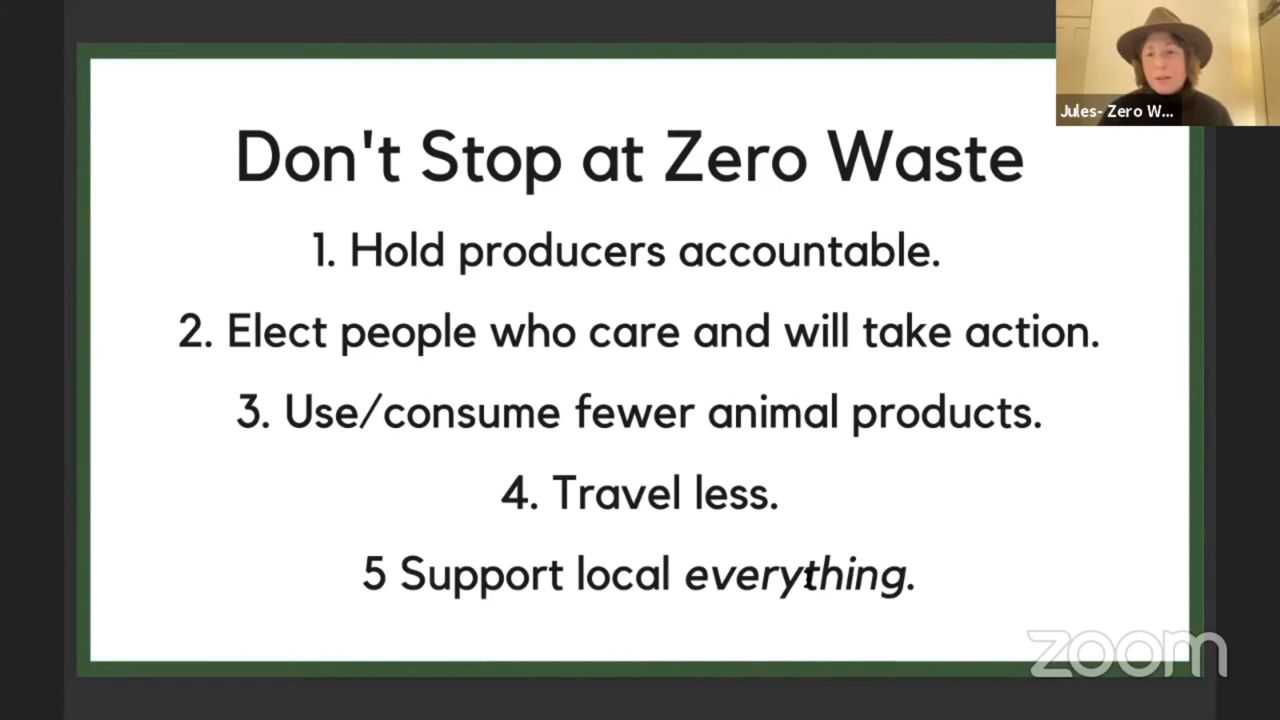 Don't Stop at Zero Waste
1. Hold producers accountable.
2. Elect people who care and will take action.
3. Use/consume fewer animal products.
4. Travel less.
5 Support local everything.
Jules- Zero W...
zoom